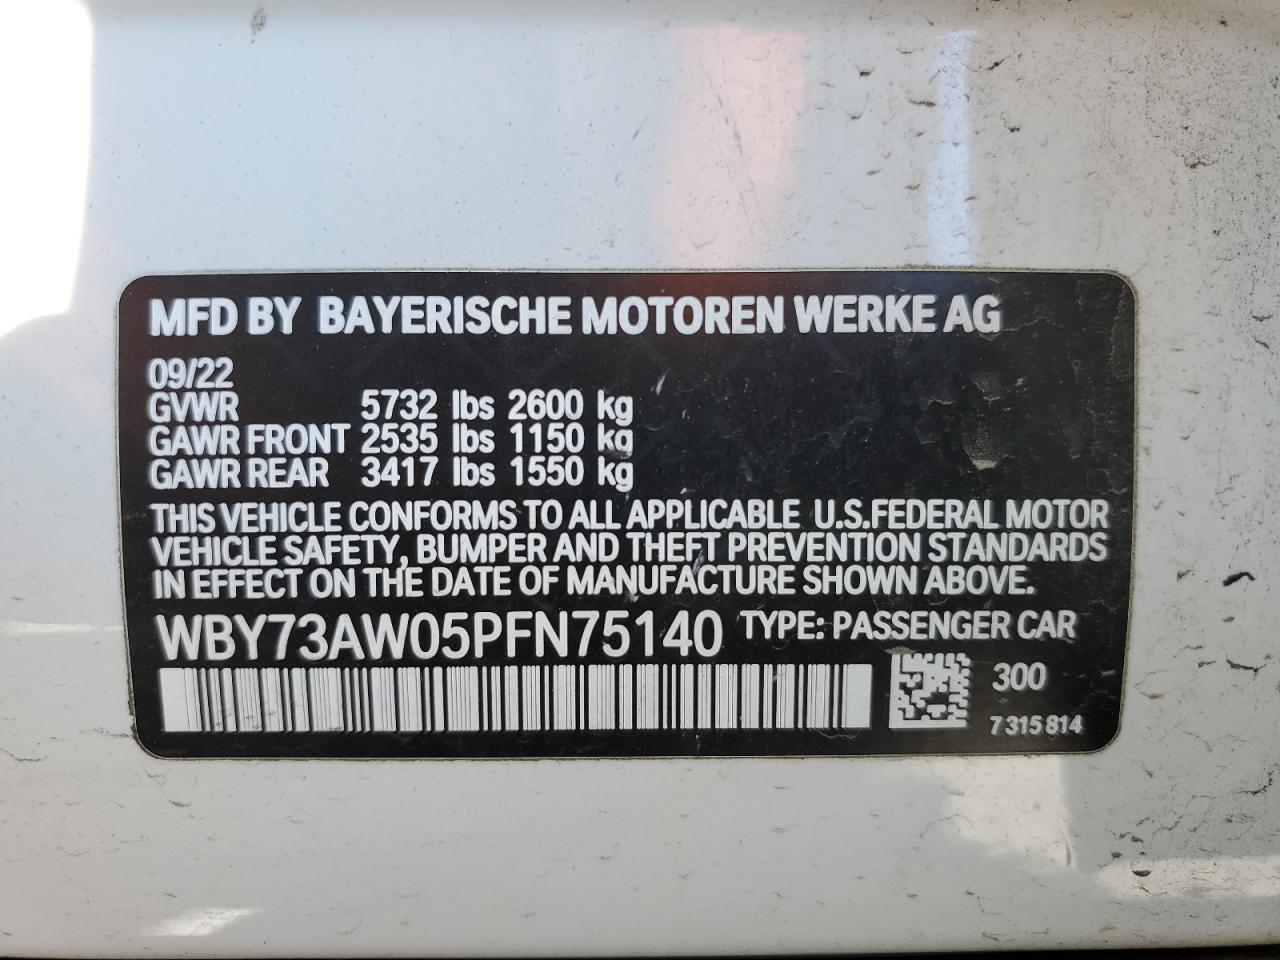 MFD BY BAYERISCHE MOTOREN WERKE AG
09/22
GVWR 5732 lbs 2600 kg
GAWR FRONT 2535 lbs 1150 kg
GAWR REAR 3417 lbs 1550 kg
THIS VEHICLE CONFORMS TO ALL APPLICABLE U.S.FEDERAL MOTOR
VEHICLE SAFETY, BUMPER AND THEFT PREVENTION STANDARDS
IN EFFECT ON THE DATE OF MANUFACTURE SHOWN ABOVE.
WBY73AW05PFN75140 TYPE: PASSENGER CAR
300
7 315 814